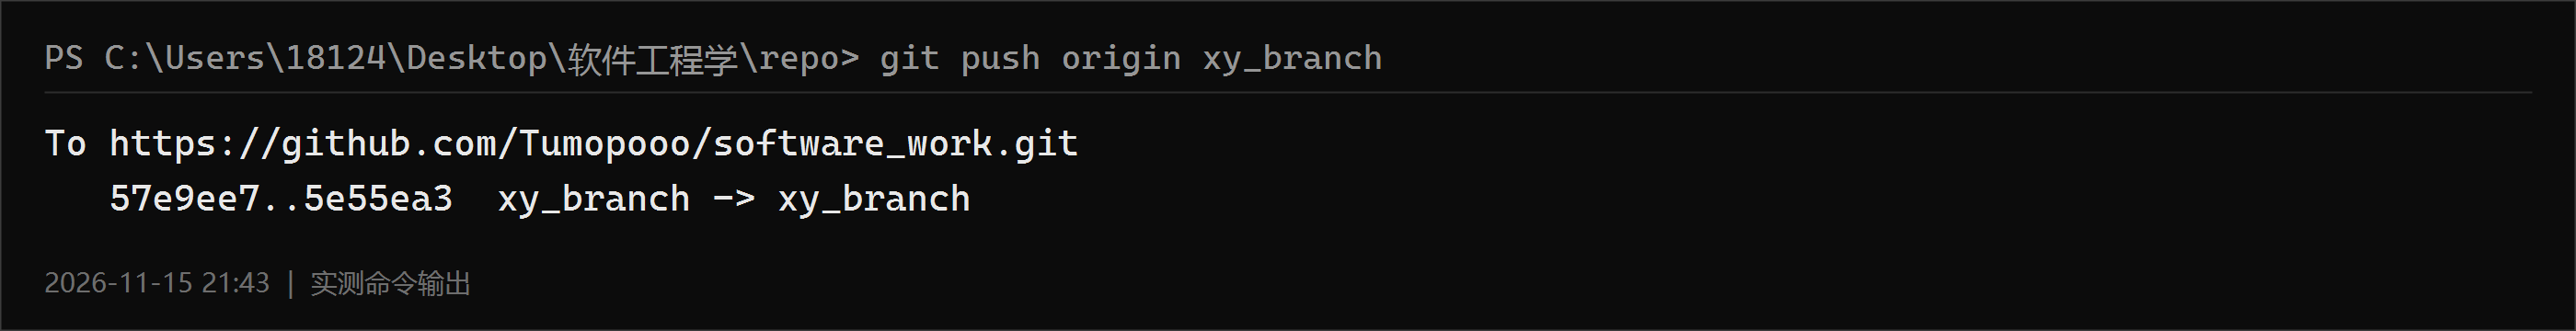 PS C:\Users\18124\Desktop\软件工程学\repo> git push origin xy_branch
To https://github.com/Tumopooo/software_work.git
   57e9ee7..5e55ea3  xy_branch -> xy_branch
2026-11-15 21:43 | 实测命令输出